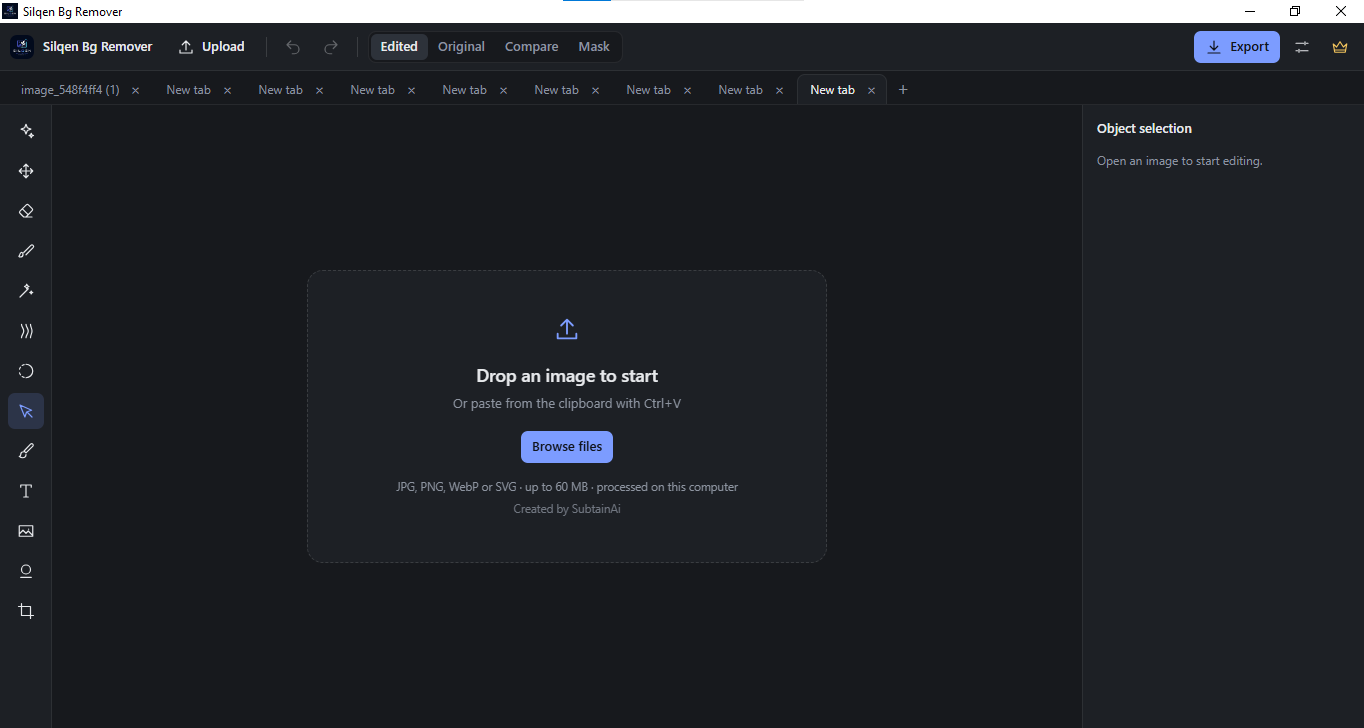 Silqen Bg Remover
Silqen Bg Remover Upload Edited Original Compare Mask Export
image_548f4ff4 (1) × New tab × New tab × New tab × New tab × New tab × New tab × New tab × New tab × +
Object selection
Open an image to start editing.
Drop an image to start
Or paste from the clipboard with Ctrl+V
Browse files
JPG, PNG, WebP or SVG · up to 60 MB · processed on this computer
Created by SubtainAi